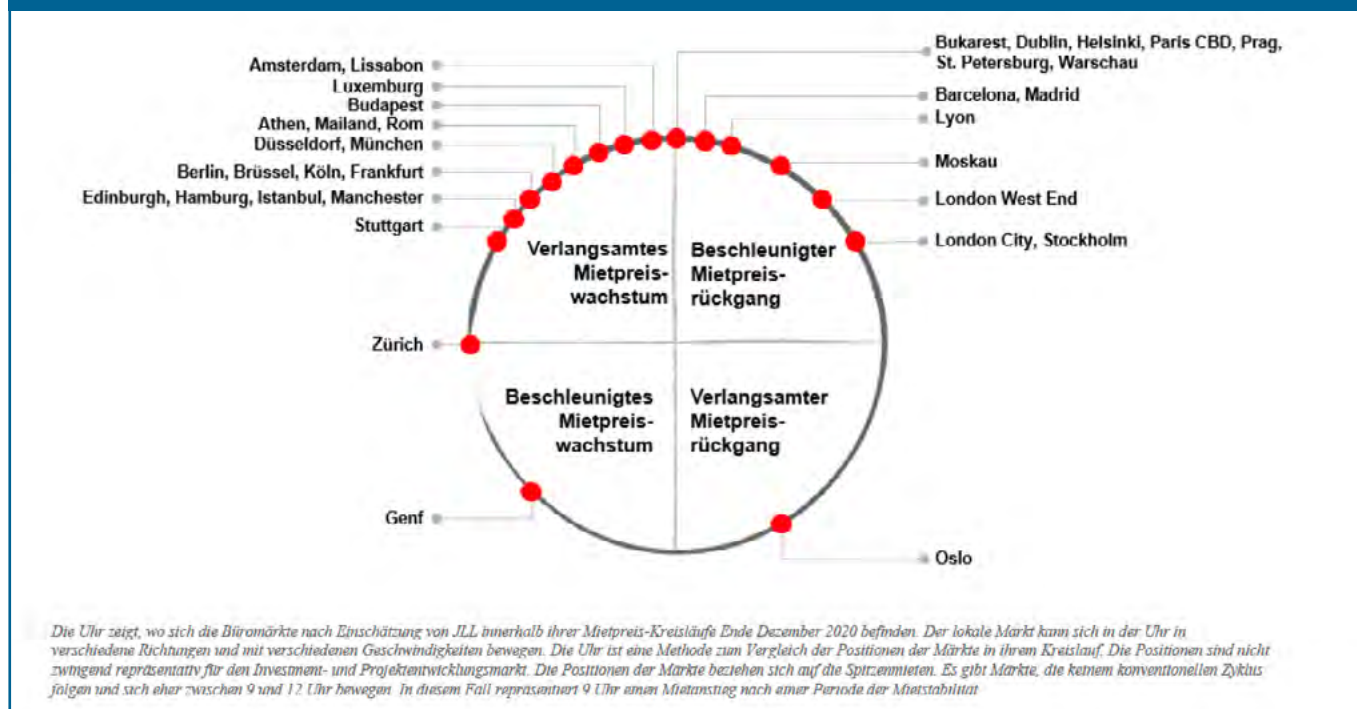 Amsterdam, Lissabon
Luxemburg
Budapest
Athen, Mailand, Rom
Düsseldorf, München
Berlin, Brüssel, Köln, Frankfurt
Edinburgh, Hamburg, Istanbul, Manchester
Stuttgart
Zürich
Genf
Bukarest, Dublin, Helsinki, Paris CBD, Prag,
St. Petersburg, Warschau
Barcelona, Madrid
Lyon
Moskau
London West End
London City, Stockholm
Oslo
Verlangsamtes
Mietpreis-
wachstum
Beschleunigter
Mietpreis-
rückgang
Beschleunigtes
Mietpreis-
wachstum
Verlangsamter
Mietpreis-
rückgang
Die Uhr zeigt, wo sich die Büromärkte nach Einschätzung von JLL innerhalb ihrer Mietpreis-Kreisläufe Ende Dezember 2020 befinden. Der lokale Markt kann sich in der Uhr in
verschiedene Richtungen und mit verschiedenen Geschwindigkeiten bewegen. Die Uhr ist eine Methode zum Vergleich der Positionen der Märkte in ihrem Kreislauf. Die Positionen sind nicht
zwingend repräsentativ für den Investment- und Projektentwicklungsmarkt. Die Positionen der Märkte beziehen sich auf die Spitzenmieten. Es gibt Märkte, die keinem konventionellen Zyklus
folgen und sich eher zwischen 9 und 12 Uhr bewegen. In diesem Fall repräsentiert 9 Uhr einen Mietanstieg nach einer Periode der Mietstabilität